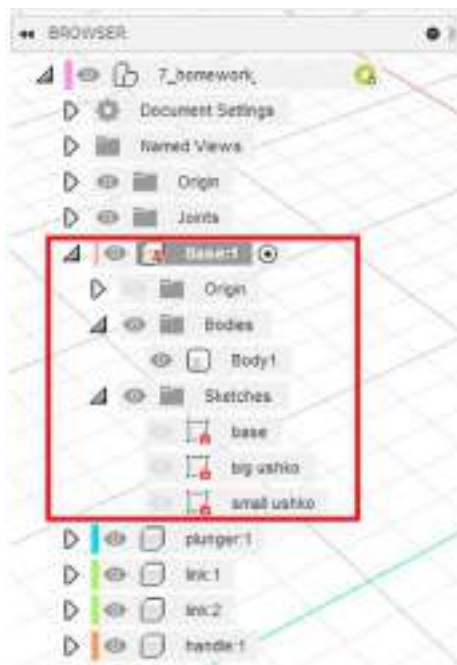 BROWSER
7_homework,
Document Settings
Named Views
Origin
Joints
Base:1
Origin
Bodies
Body1
Sketches
base
big ushko
small ushko
plunger:1
link:1
link:2
handle:1